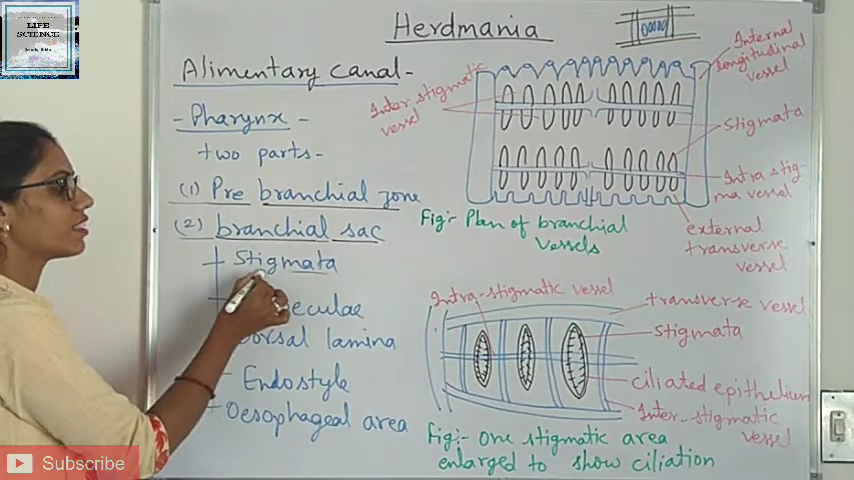 LIFE
SCIENCE
Herdmania
Alimentary canal-
- Pharynx -
two parts-
(1) Pre branchial zone
(2) branchial sac
Stigmata
eculae
orsal lamina
Endostyle
Oesophageal area
Inter stigmatic
vessel
Internal
longitudinal
vessel
Stigmata
Intra stig-
ma vessel
external
transverse
vessel
Fig:- Plan of branchial
Vessels
Intra-stigmatic vessel
transverse vessel
Stigmata
ciliated epithelium
Inter-stigmatic
vessel
Fig:- One stigmatic area
enlarged to show ciliation
Subscribe